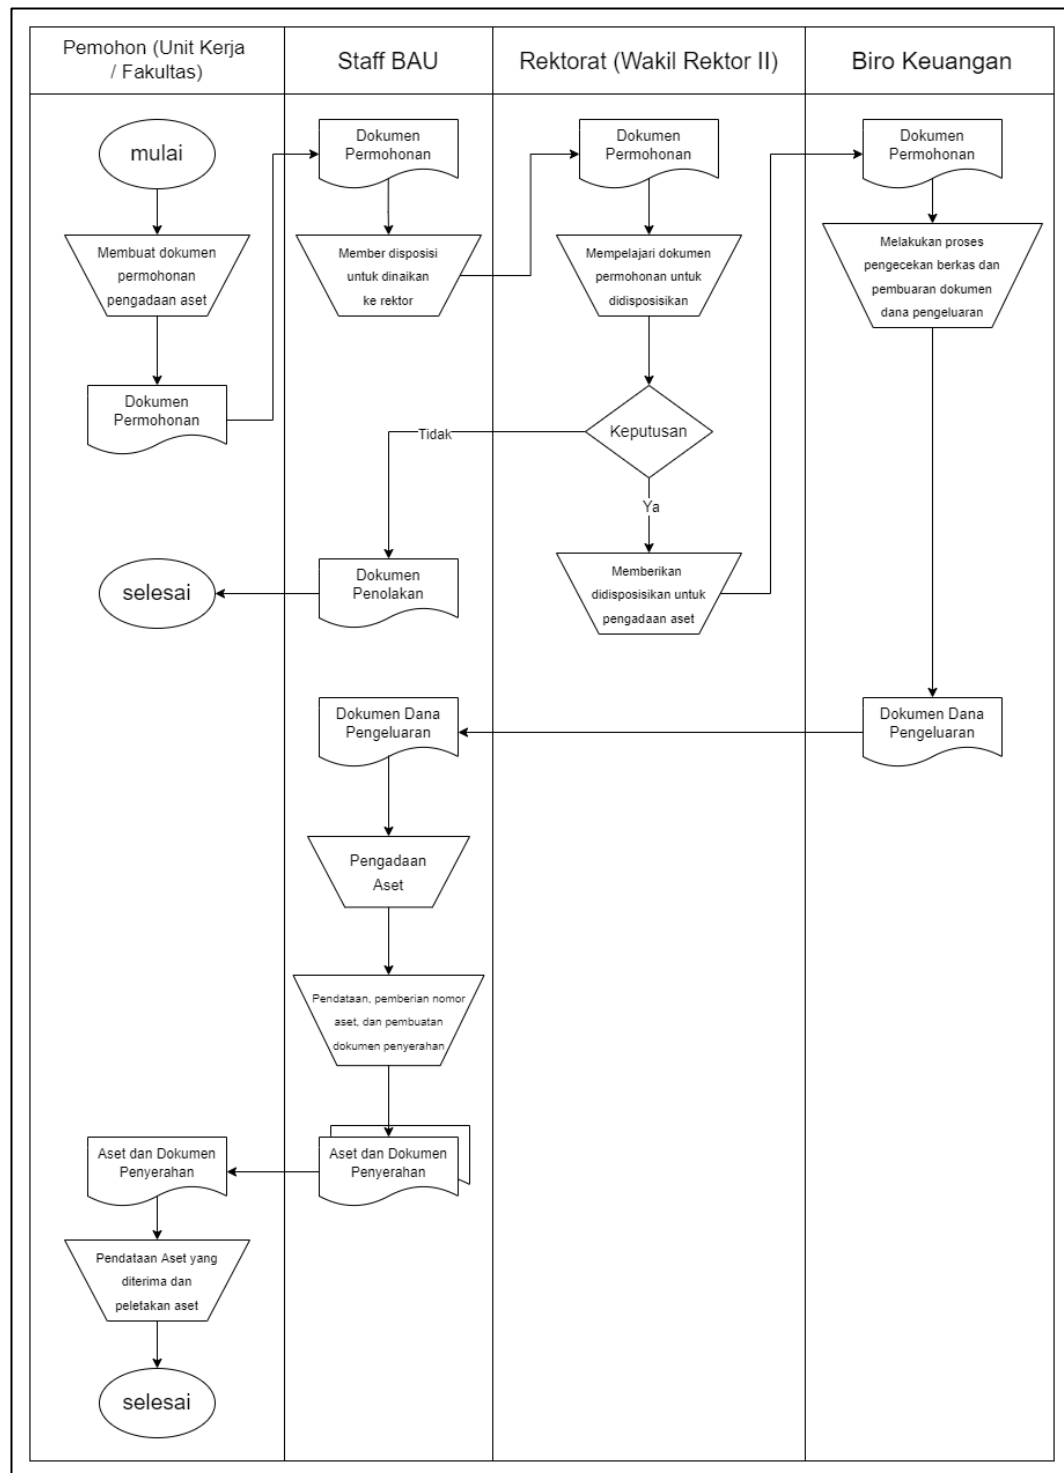 Pemohon (Unit Kerja
/ Fakultas)
Staff BAU
Rektorat (Wakil Rektor II)
Biro Keuangan
mulai
Dokumen
Permohonan
Dokumen
Permohonan
Dokumen
Permohonan
Membuat dokumen
permohonan
pengadaan aset
Member disposisi
untuk dinaikan
ke rektor
Mempelajari dokumen
permohonan untuk
didisposisikan
Melakukan proses
pengecekan berkas dan
pembuaran dokumen
dana pengeluaran
Dokumen
Permohonan
Tidak
Keputusan
Ya
selesai
Dokumen
Penolakan
Memberikan
didisposisikan untuk
pengadaan aset
Dokumen Dana
Pengeluaran
Dokumen Dana
Pengeluaran
Pengadaan
Aset
Pendataan, pemberian nomor
aset, dan pembuatan
dokumen penyerahan
Aset dan Dokumen
Penyerahan
Aset dan Dokumen
Penyerahan
Pendataan Aset yang
diterima dan
peletakan aset
selesai